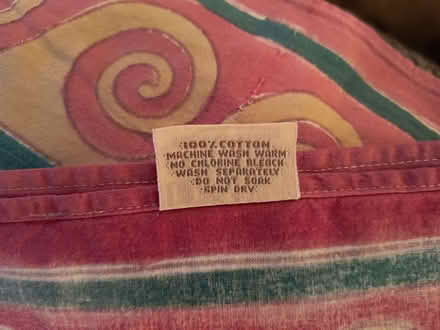 100% COTTON
MACHINE WASH WARM
NO CHLORINE BLEACH
WASH SEPARATELY
DO NOT SOAK
SPIN DRY